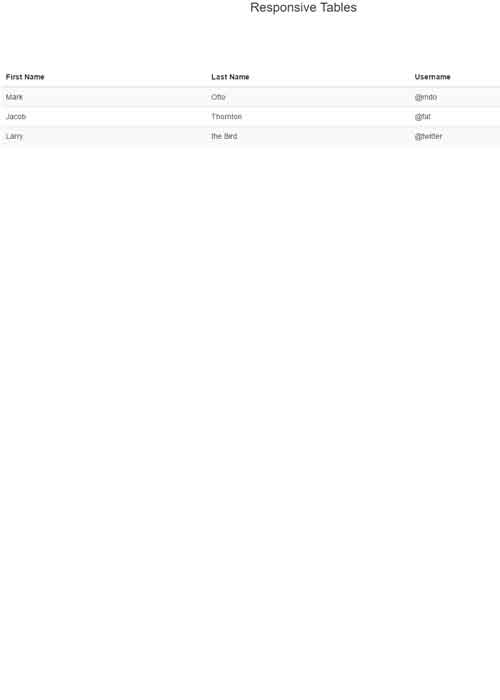 Responsive Tables
First Name Last Name Username
Mark Otto @mdo
Jacob Thornton @fat
Larry the Bird @twitter